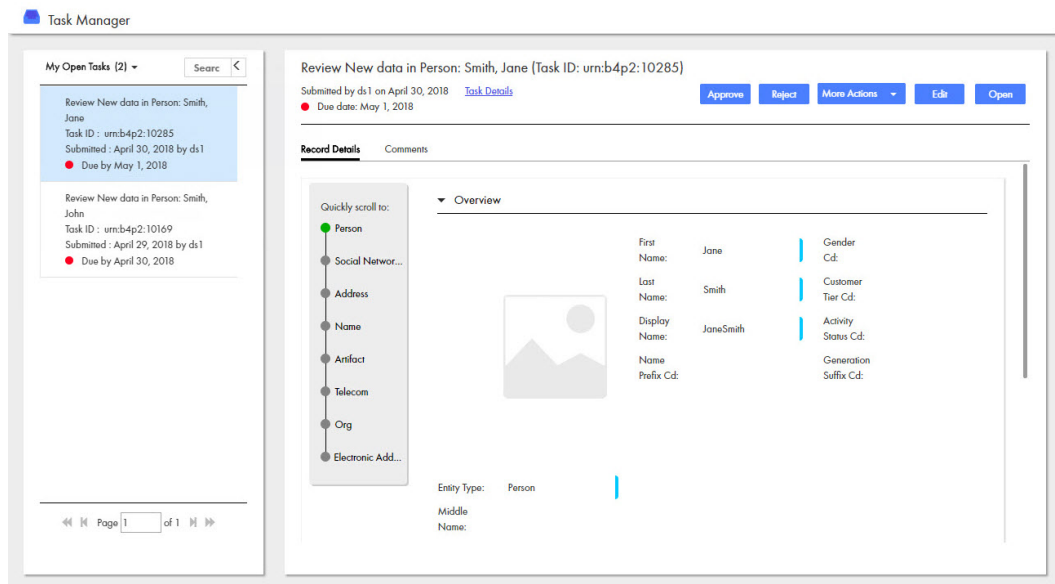 Task Manager
My Open Tasks (2)
Searc
Review New data in Person: Smith,
Jane
Task ID : urn:b4p2:10285
Submitted : April 30, 2018 by ds1
Due by May 1, 2018
Review New data in Person: Smith,
John
Task ID : urn:b4p2:10169
Submitted : April 29, 2018 by ds1
Due by April 30, 2018
Page 1 of 1
Review New data in Person: Smith, Jane (Task ID: urn:b4p2:10285)
Submitted by ds1 on April 30, 2018 Task Details
Due date: May 1, 2018
Approve Reject More Actions Edit Open
Record Details Comments
Quickly scroll to:
Person
Social Networ...
Address
Name
Artifact
Telecom
Org
Electronic Add...
Overview
First
Name:
Jane
Gender
Cd:
Last
Name:
Smith
Customer
Tier Cd:
Display
Name:
JaneSmith
Activity
Status Cd:
Name
Prefix Cd:
Generation
Suffix Cd:
Entity Type: Person
Middle
Name: